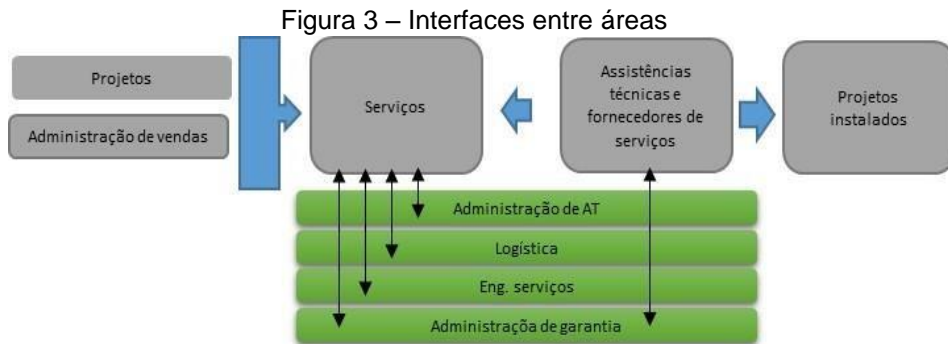 Figura 3 – Interfaces entre áreas
Projetos
Administração de vendas
Serviços
Assistências
técnicas e
fornecedores de
serviços
Projetos
instalados
Administração de AT
Logística
Eng. serviços
Administraçõa de garantia